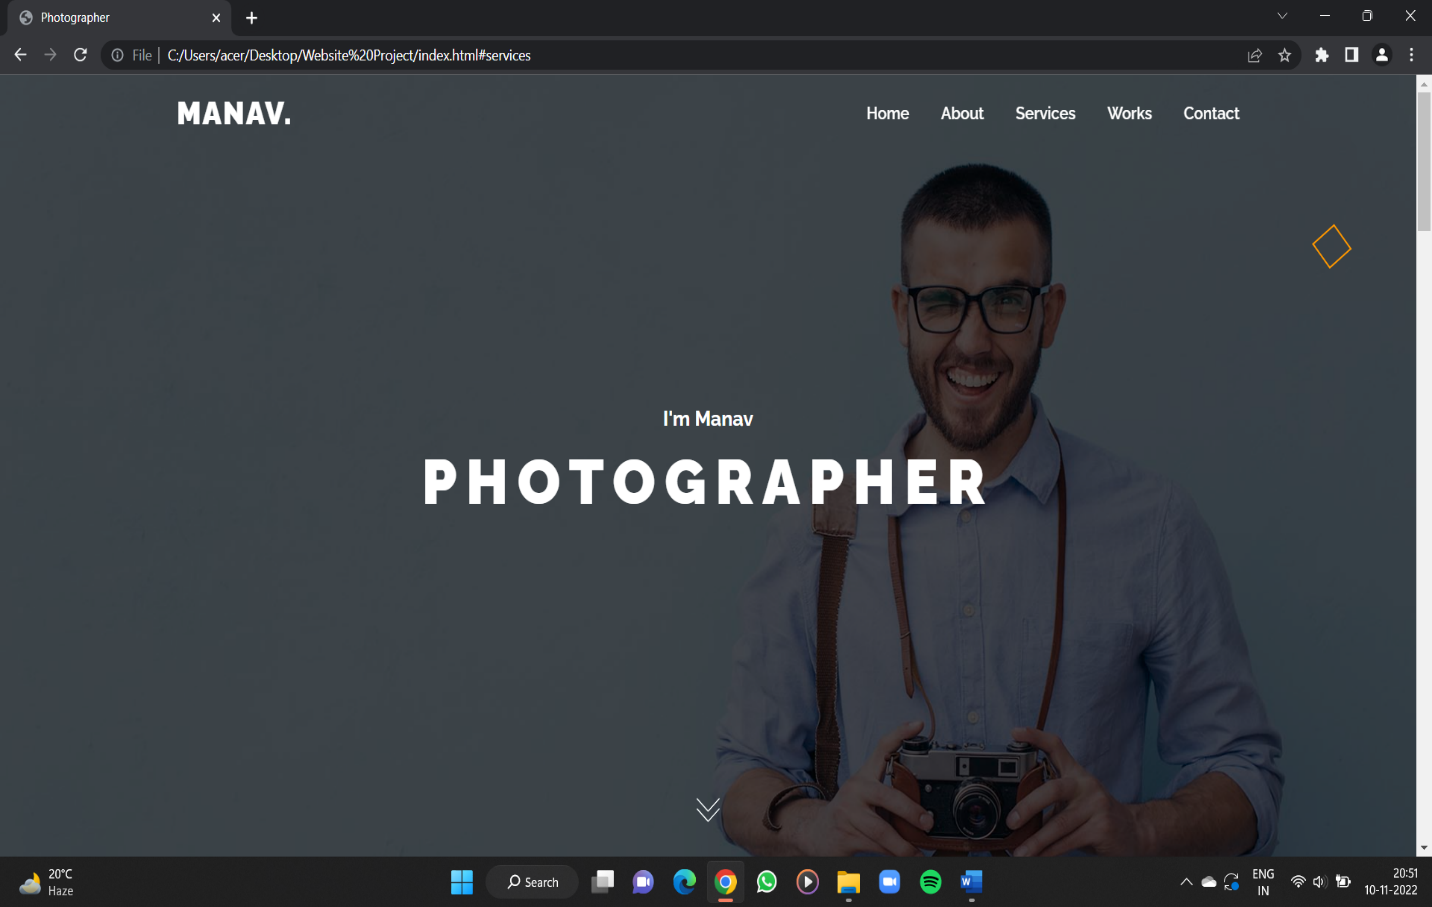 Photographer
File
C:/Users/acer/Desktop/Website%20Project/index.html#services
MANAV.
Home
About
Services
Works
Contact
I'm Manav
PHOTOGRAPHER
20°C
Haze
Search
W
ENG
IN
20:51
10-11-2022